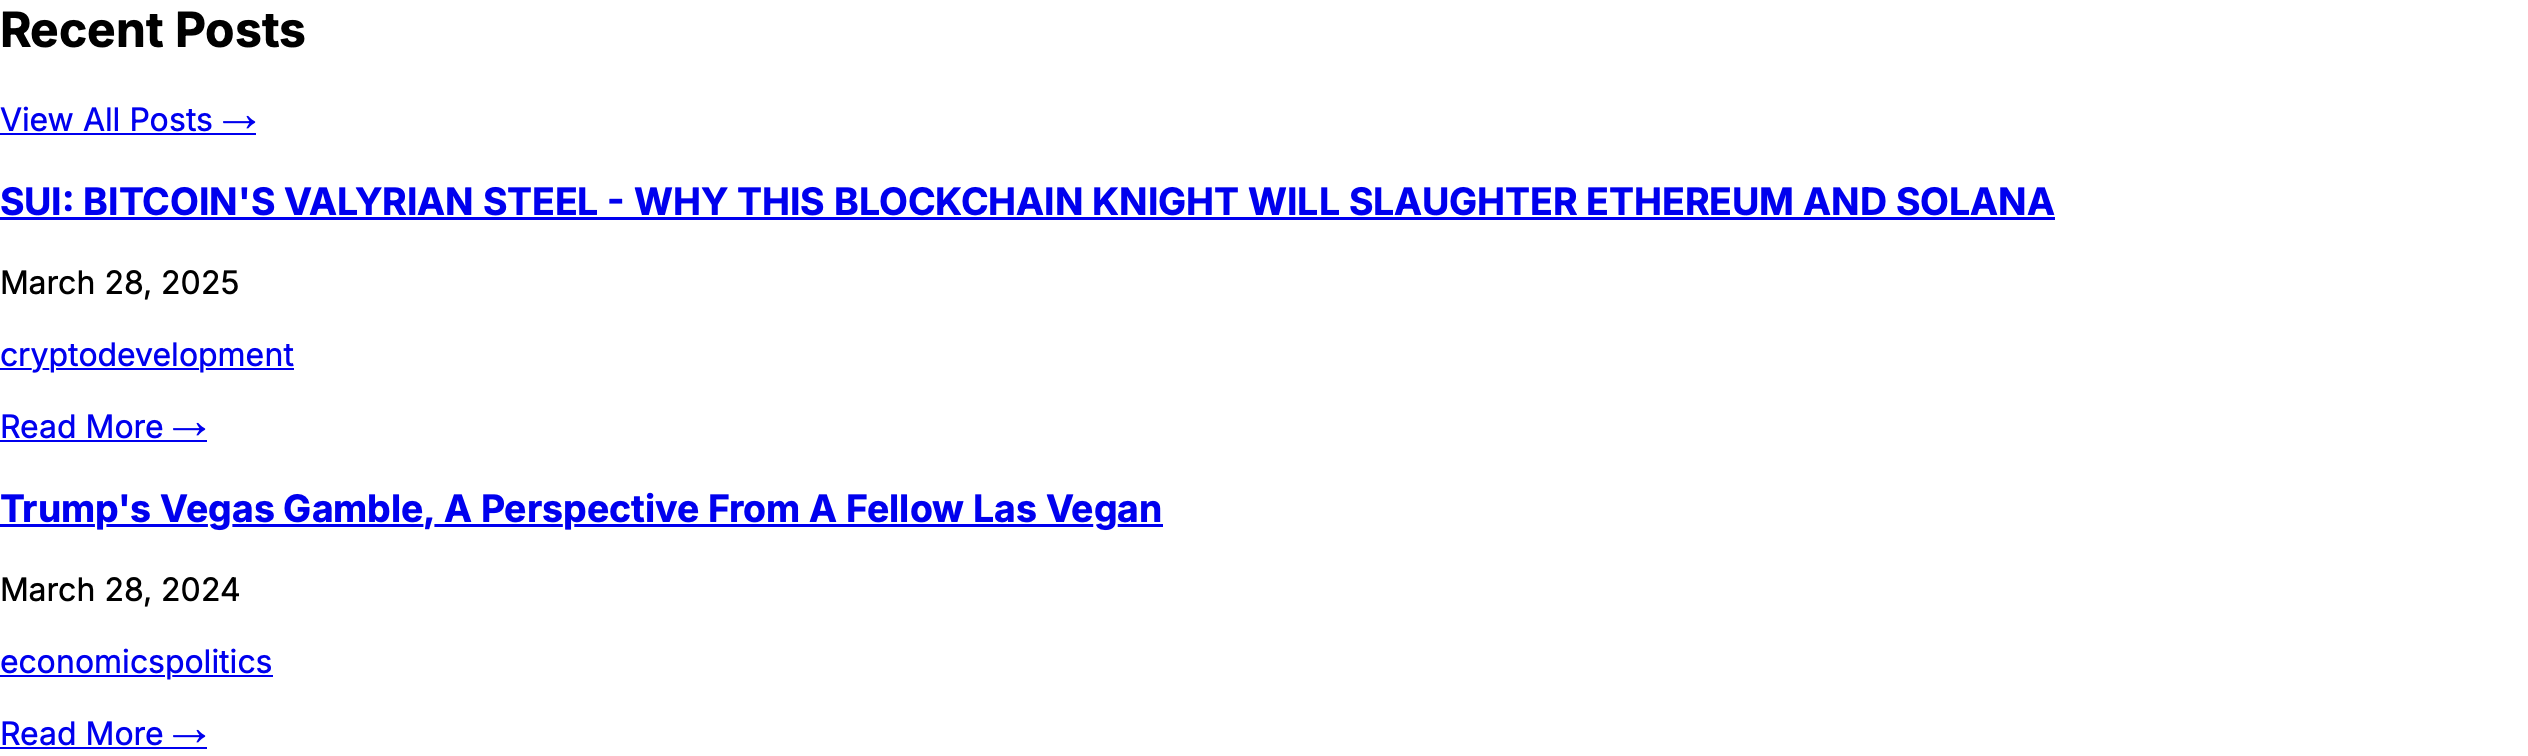 Recent Posts
View All Posts →
SUI: BITCOIN'S VALYRIAN STEEL - WHY THIS BLOCKCHAIN KNIGHT WILL SLAUGHTER ETHEREUM AND SOLANA
March 28, 2025
cryptodevelopment
Read More →
Trump's Vegas Gamble, A Perspective From A Fellow Las Vegan
March 28, 2024
economicspolitics
Read More →